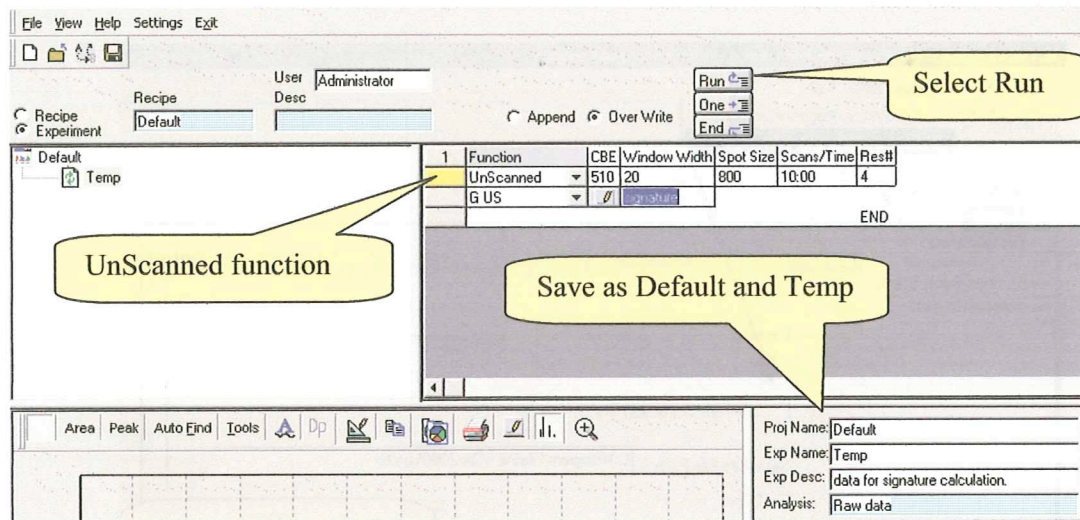 File View Help Settings Exit
User Administrator
Recipe Desc
Recipe
Experiment
Default
Append Over Write
Run
One
End
Select Run
Default
Temp
1 Function CBE Window Width Spot Size Scans/Time Res#
UnScanned 510 20 800 10:00 4
G US signature
END
UnScanned function
Save as Default and Temp
Area Peak Auto Find Tools Dp
Proj Name: Default
Exp Name: Temp
Exp Desc: data for signature calculation.
Analysis: Raw data